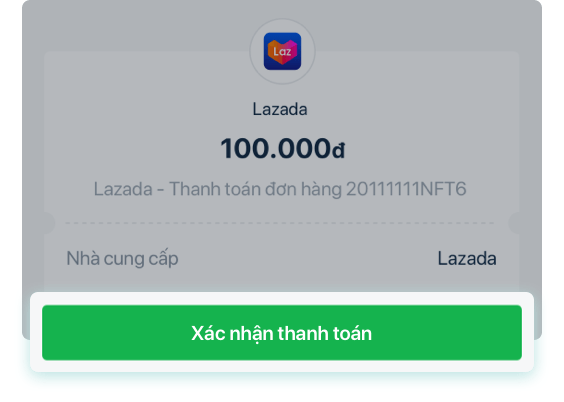 Laz
Lazada
100.000đ
Lazada - Thanh toán đơn hàng 20111111NFT6
Nhà cung cấp Lazada
Xác nhận thanh toán